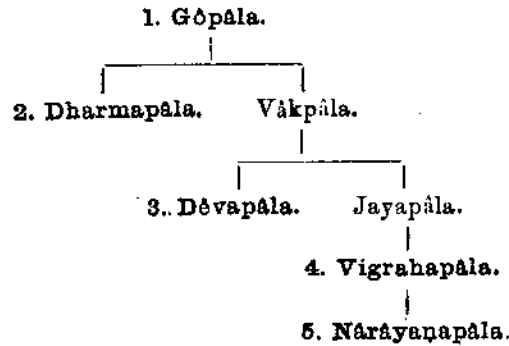 1. Gôpâla.
2. Dharmapâla. Vâkpâla.
3.. Dêvapâla. Jayapâla.
4. Vigrahapâla.
5. Nârâyaṇapâla.